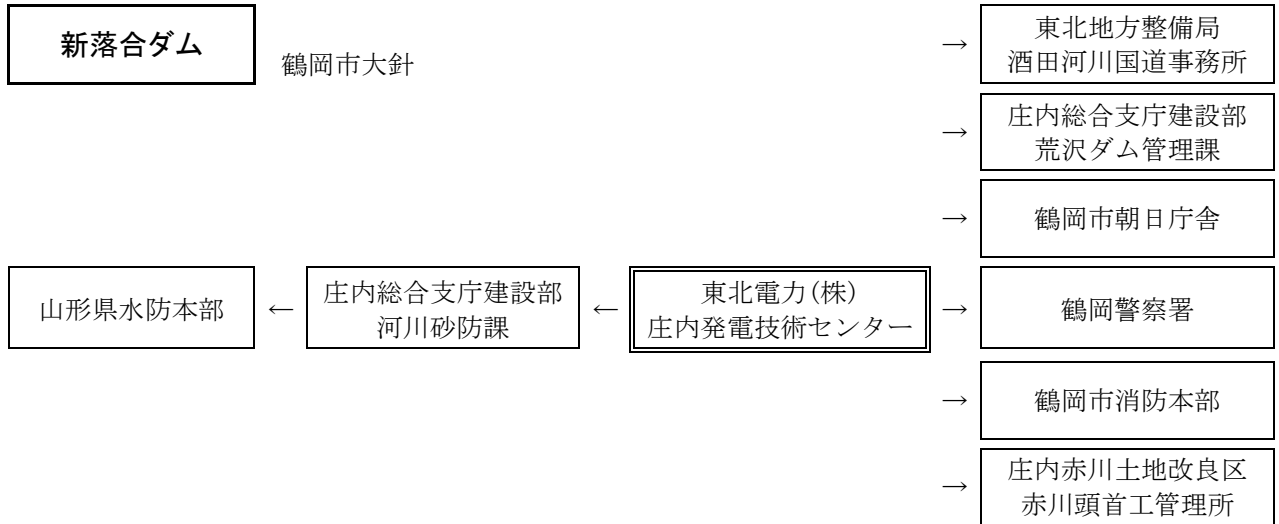 新落合ダム
鶴岡市大針
→
東北地方整備局
酒田河川国道事務所
→
庄内総合支庁建設部
荒沢ダム管理課
→
鶴岡市朝日庁舎
山形県水防本部
←
庄内総合支庁建設部
河川砂防課
←
東北電力(株)
庄内発電技術センター
→
鶴岡警察署
→
鶴岡市消防本部
→
庄内赤川土地改良区
赤川頭首工管理所